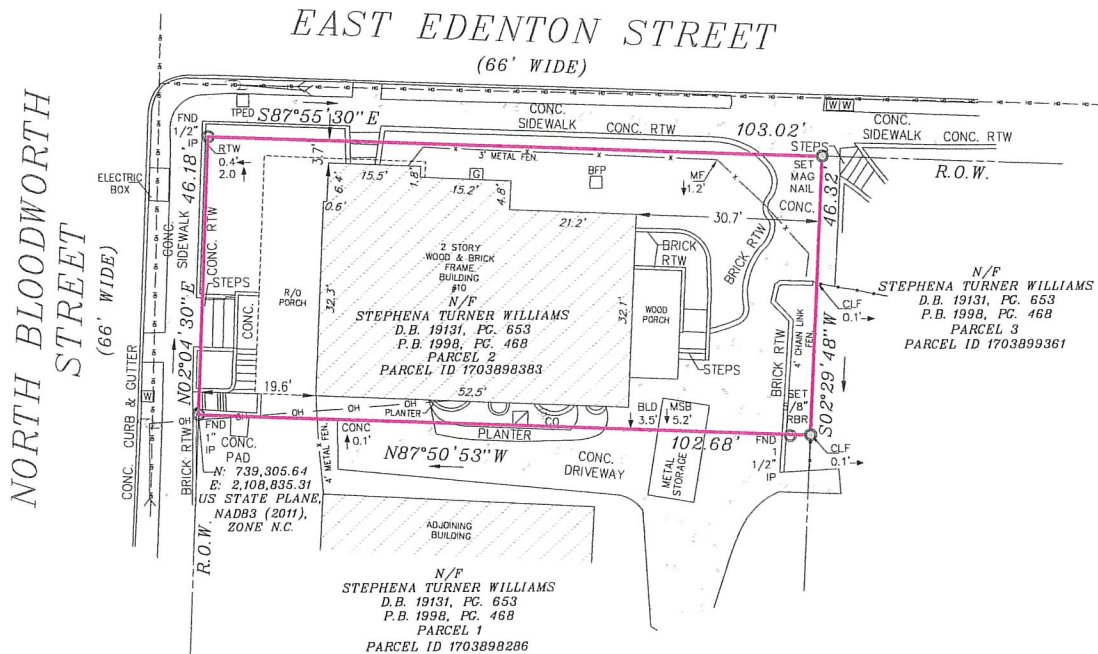 EAST EDENTON STREET
(66' WIDE)
NORTH BLOODWORTH
STREET
(66' WIDE)
TPED
S87°55'30"E
CONC.
SIDEWALK
CONC. RTW
103.02'
W W
CONC.
SIDEWALK
CONC. RTW
R.O.W.
FND
1/2"
IP
RTW
0.4'
2.0
ELECTRIC
BOX
CONC.
SIDEWALK
46.18'
CONC. RTW
N02°04'30"E
STEPS
CONC.
3.7'
3' METAL FEN.
15.5'
1.8'
6.4'
0.6'
G
15.2'
4.8'
BFP
MF
1.2'
21.2'
30.7'
STEPS
SET
MAG
NAIL
CONC.
46.32'
BRICK RTW
BRICK
RTW
R/O
PORCH
32.3'
2 STORY
WOOD & BRICK
FRAME
BUILDING
#10
N/F
STEPHENA TURNER WILLIAMS
D.B. 19131, PG. 653
P.B. 1998, PG. 468
PARCEL 2
PARCEL ID 1703898383
32.1'
WOOD
PORCH
STEPS
BRICK RTW
4' CHAIN LINK
FEN.
CLF
0.1'
S02°29'48"W
N/F
STEPHENA TURNER WILLIAMS
D.B. 19131, PG. 653
P.B. 1998, PG. 468
PARCEL 3
PARCEL ID 1703899361
19.6'
52.5'
OH
OH
OH
OH
PLANTER
CO
PLANTER
BLD
3.5'
MSB
5.2'
102.68'
SET
5/8"
RBR
FND
1
1/2"
IP
CLF
0.1'
CONC. CURB & GUTTER
W
BRICK RTW
FND
1"
IP
CONC.
PAD
4' METAL FEN.
CONC
0.1'
N87°50'53"W
CONC.
DRIVEWAY
METAL
STORAGE
N: 739,305.64
E: 2,108,835.31
US STATE PLANE,
NAD83 (2011),
ZONE N.C.
R.O.W.
ADJOINING
BUILDING
N/F
STEPHENA TURNER WILLIAMS
D.B. 19131, PG. 653
P.B. 1998, PG. 468
PARCEL 1
PARCEL ID 1703898286